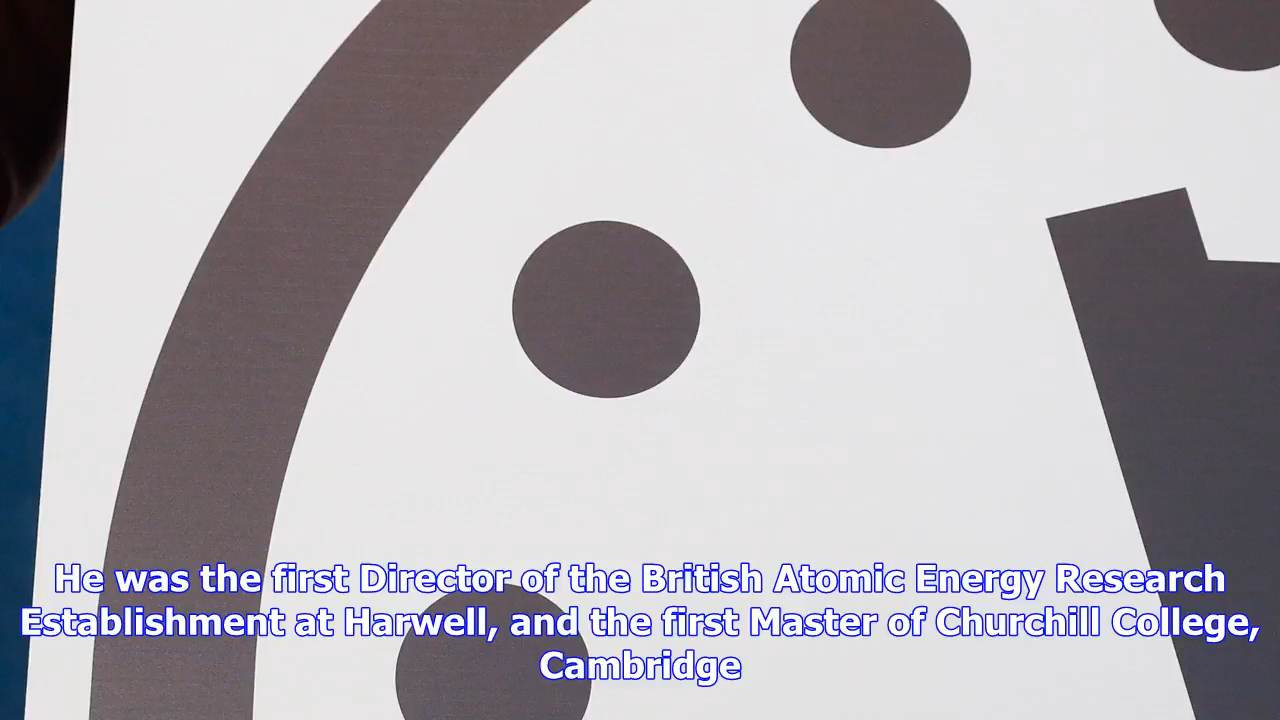 He was the first Director of the British Atomic Energy Research
Establishment at Harwell, and the first Master of Churchill College,
Cambridge